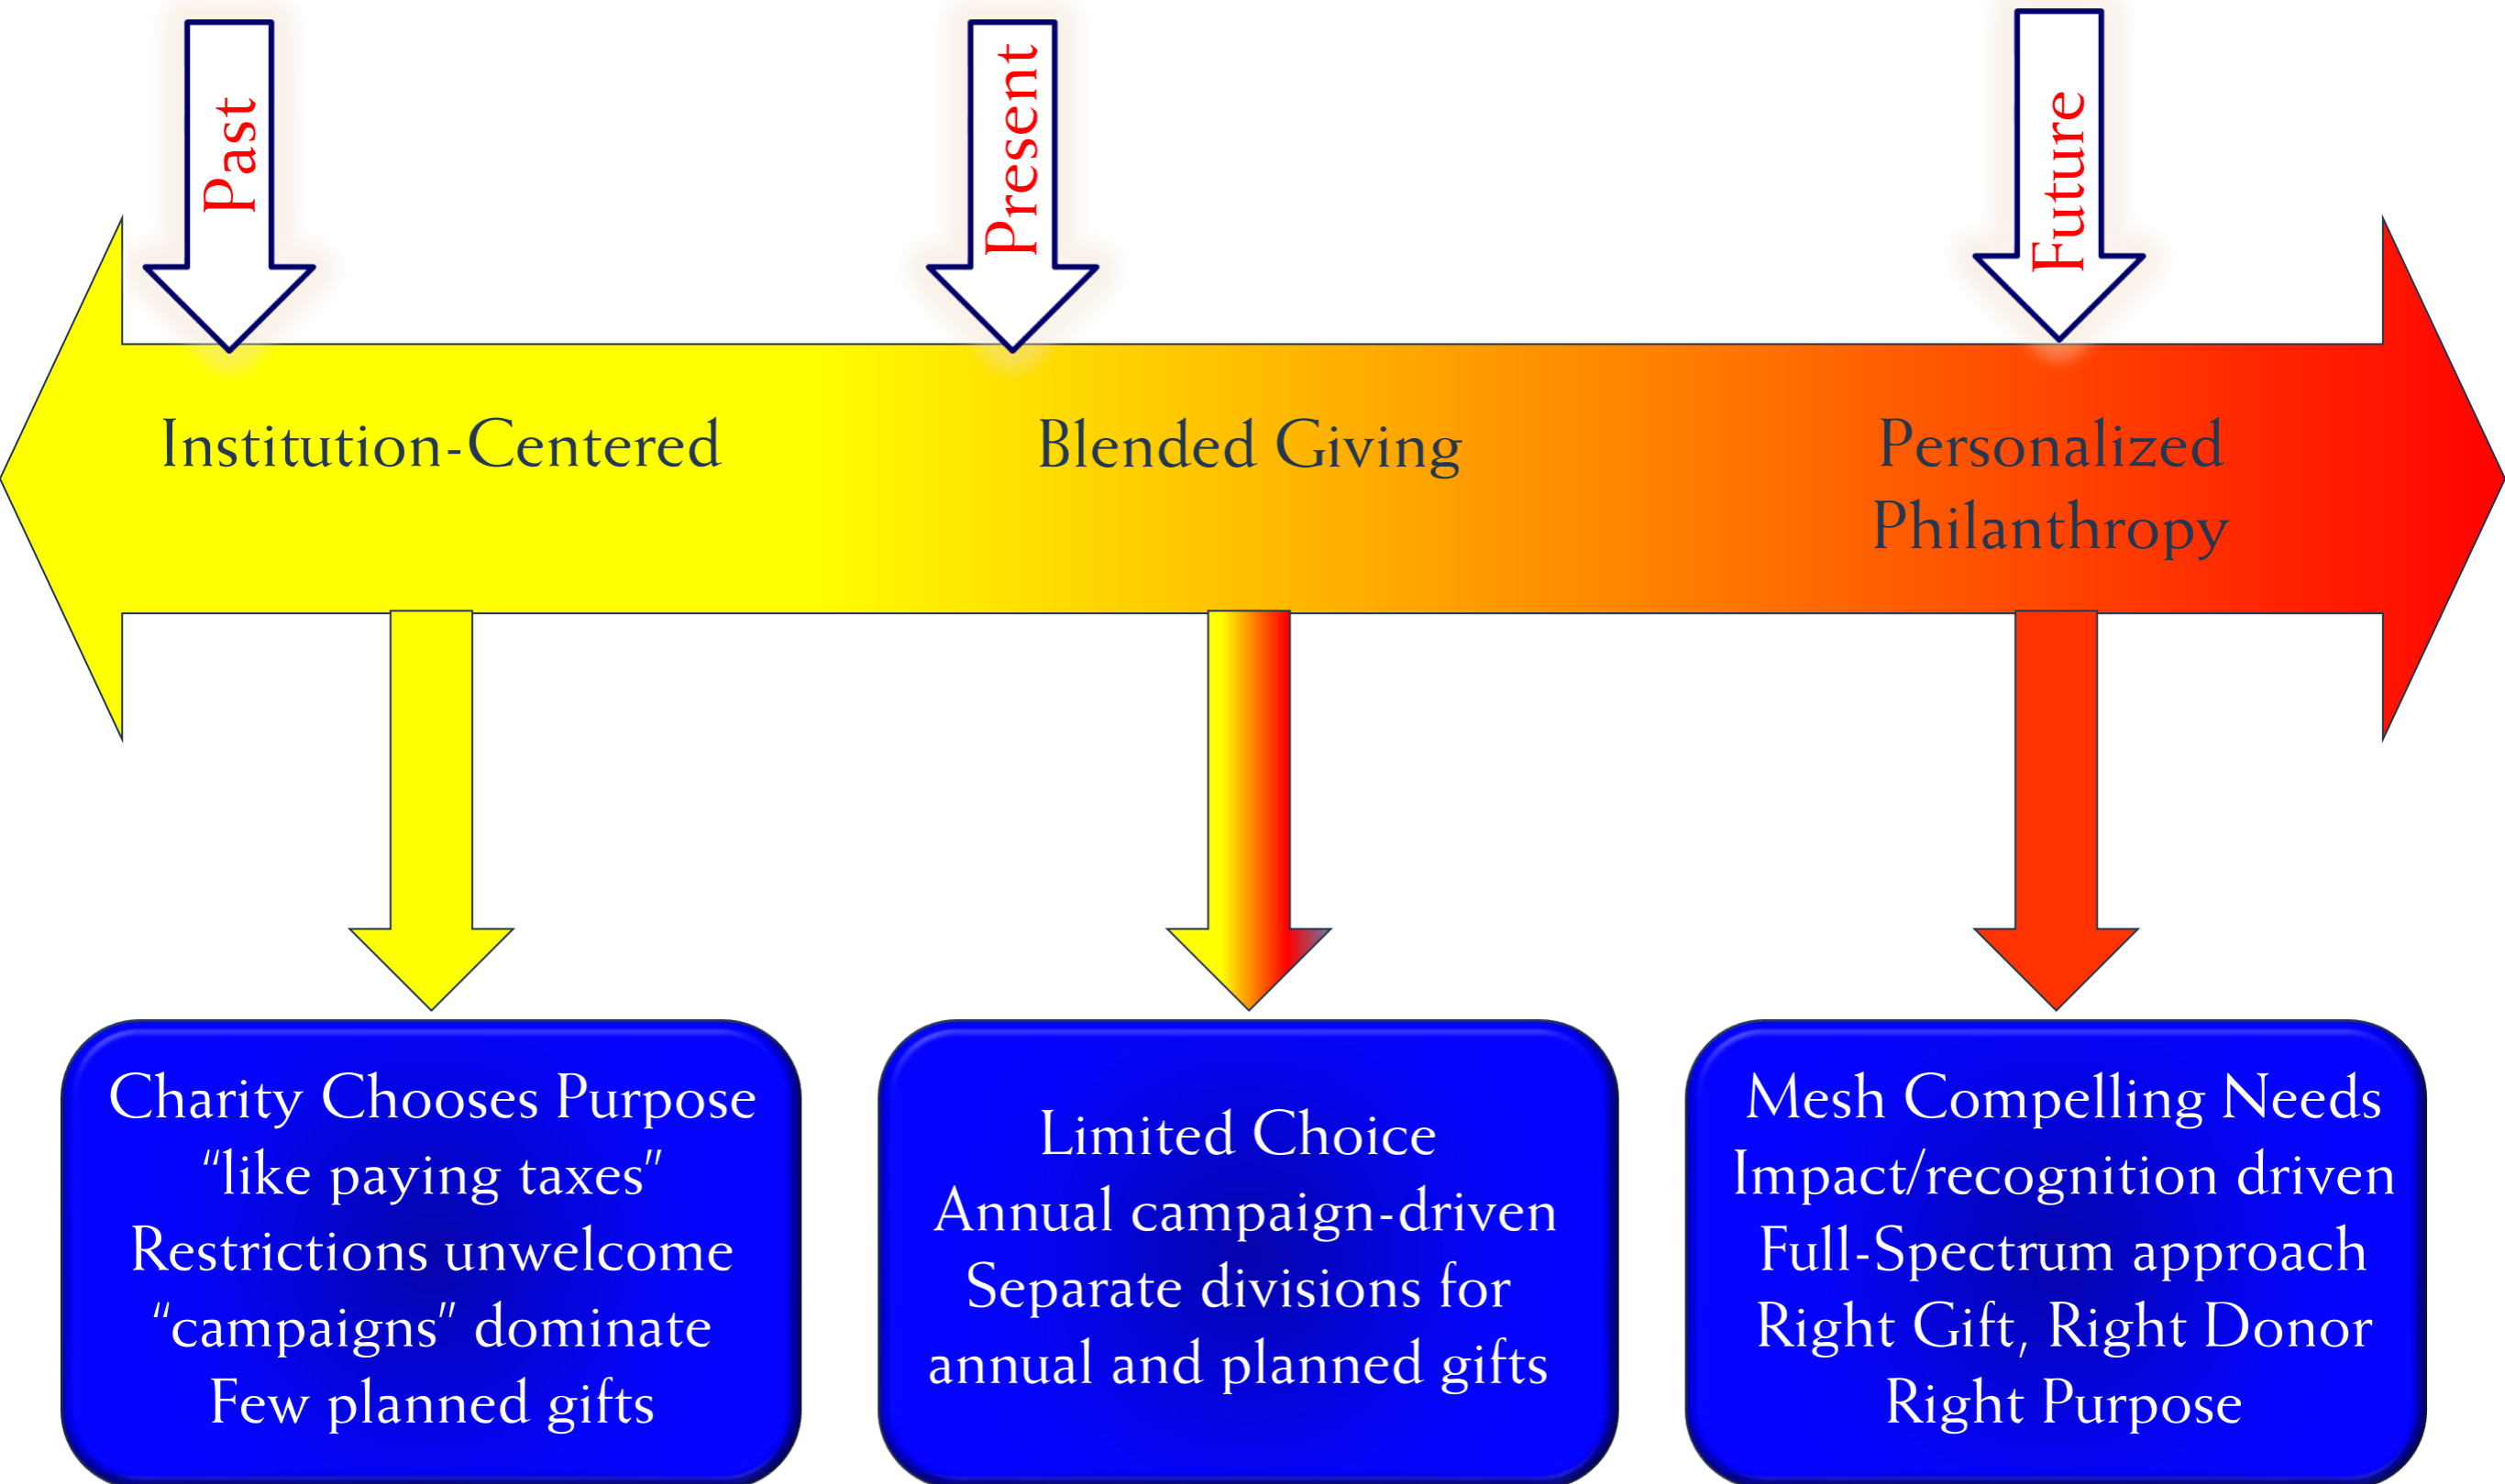 Past
Present
Future
Institution-Centered
Blended Giving
Personalized
Philanthropy
Charity Chooses Purpose
“like paying taxes”
Restrictions unwelcome
“campaigns” dominate
Few planned gifts
Limited Choice
Annual campaign-driven
Separate divisions for
annual and planned gifts
Mesh Compelling Needs
Impact/recognition driven
Full-Spectrum approach
Right Gift, Right Donor
Right Purpose